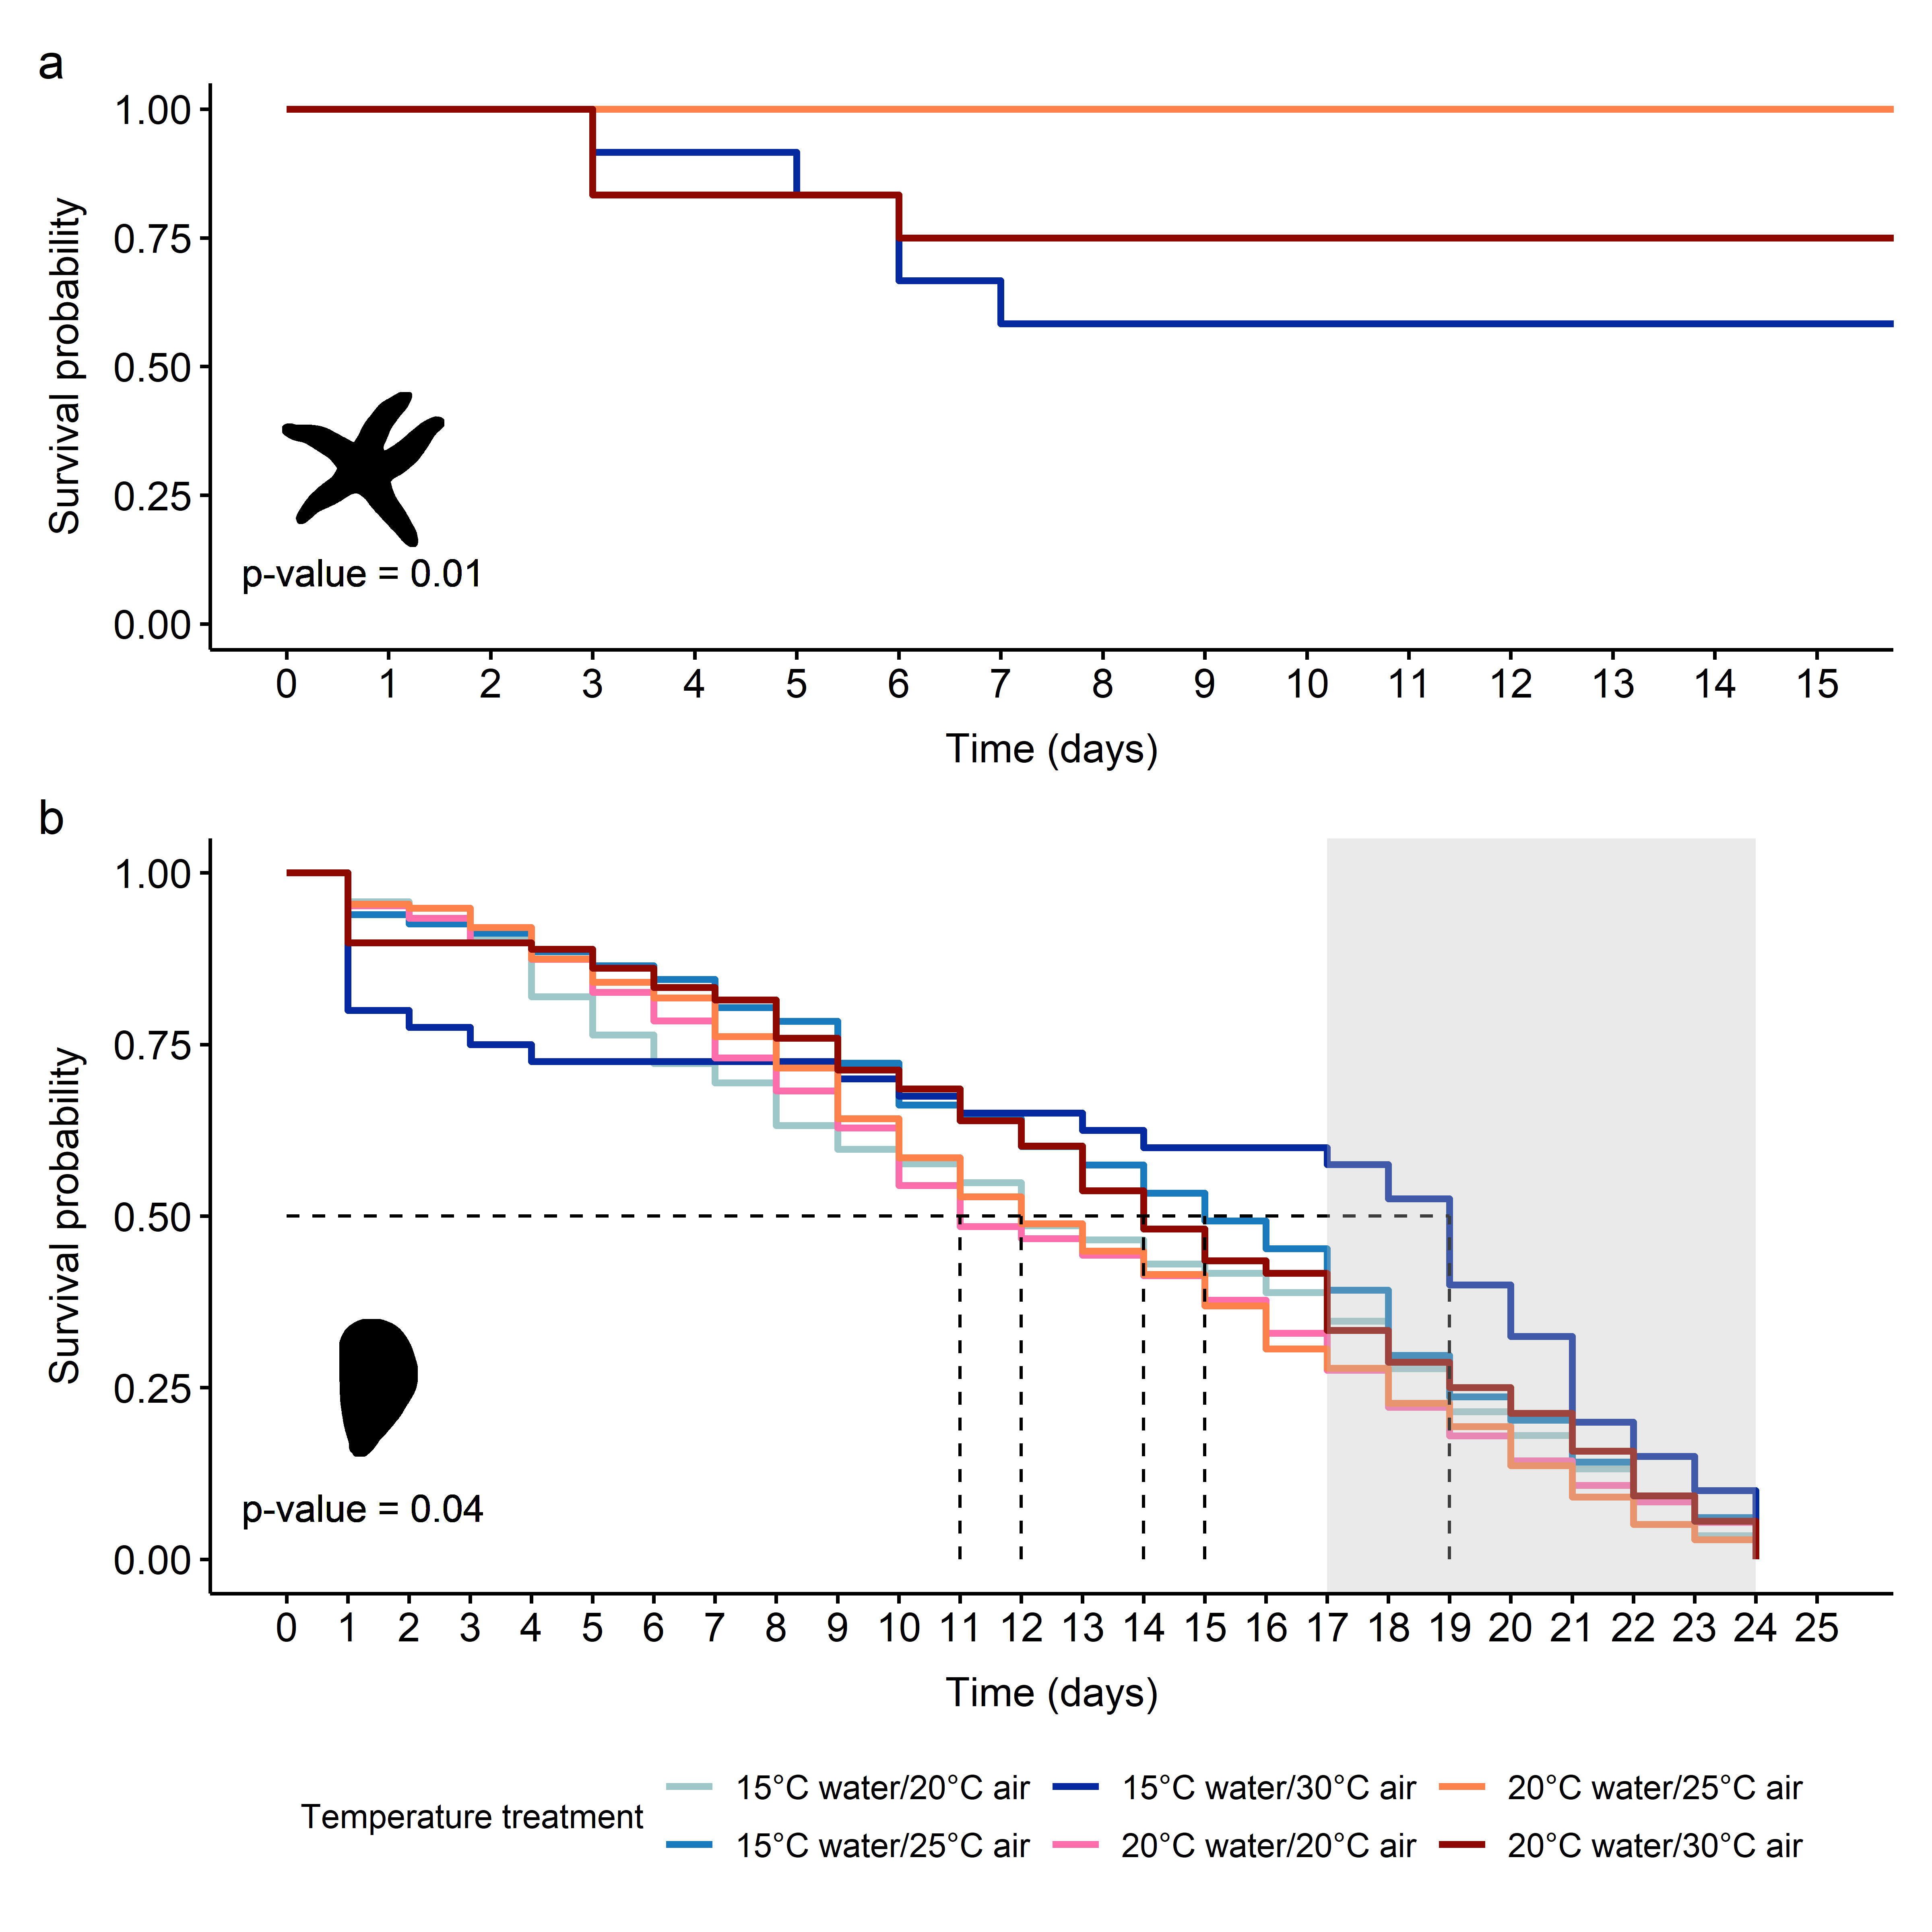 a
1.00
0.75
0.50
0.25
0.00
Survival probability
p-value = 0.01
0 1 2 3 4 5 6 7 8 9 10 11 12 13 14 15
Time (days)
b
1.00
0.75
0.50
0.25
0.00
Survival probability
p-value = 0.04
0 1 2 3 4 5 6 7 8 9 10 11 12 13 14 15 16 17 18 19 20 21 22 23 24 25
Time (days)
Temperature treatment
15°C water/20°C air 15°C water/30°C air 20°C water/25°C air
15°C water/25°C air 20°C water/20°C air 20°C water/30°C air